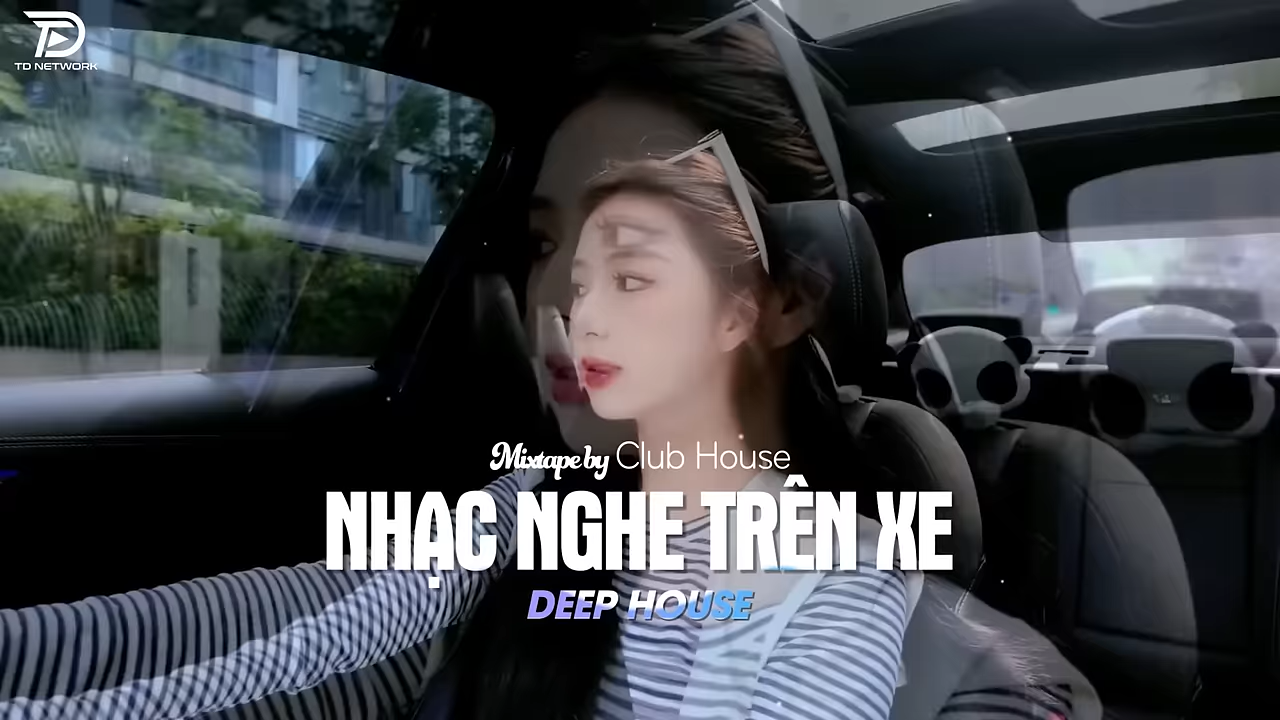 TD NETWORK
Mixtape by Club House
NHẠC NGHE TRÊN XE
DEEP HOUSE